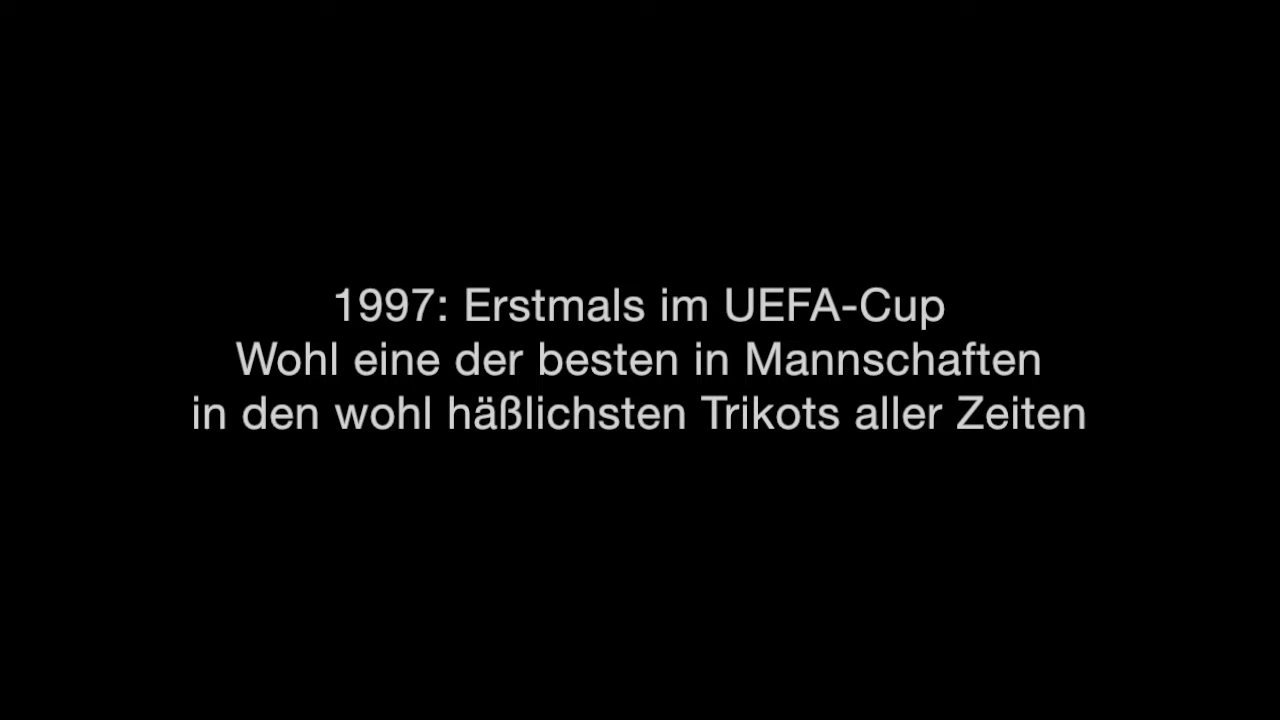 1997: Erstmals im UEFA-Cup
Wohl eine der besten in Mannschaften
in den wohl häßlichsten Trikots aller Zeiten